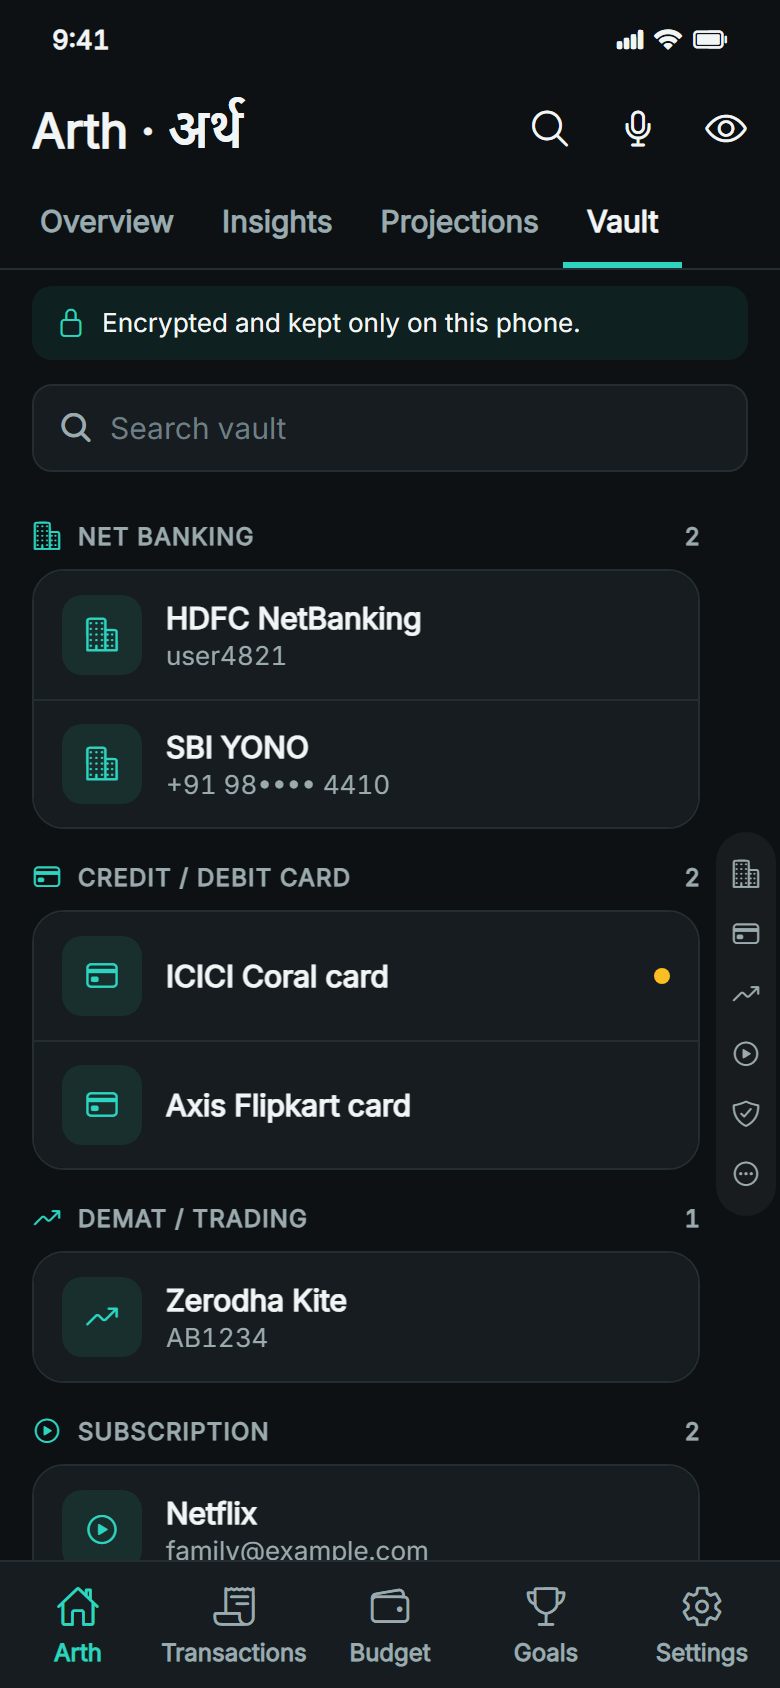 9:41
Arth · अर्थ
Overview Insights Projections Vault
Encrypted and kept only on this phone.
Search vault
NET BANKING 2
HDFC NetBanking
user4821
SBI YONO
+91 98•••• 4410
CREDIT / DEBIT CARD 2
ICICI Coral card
Axis Flipkart card
DEMAT / TRADING 1
Zerodha Kite
AB1234
SUBSCRIPTION 2
Netflix
family@example.com
Arth Transactions Budget Goals Settings